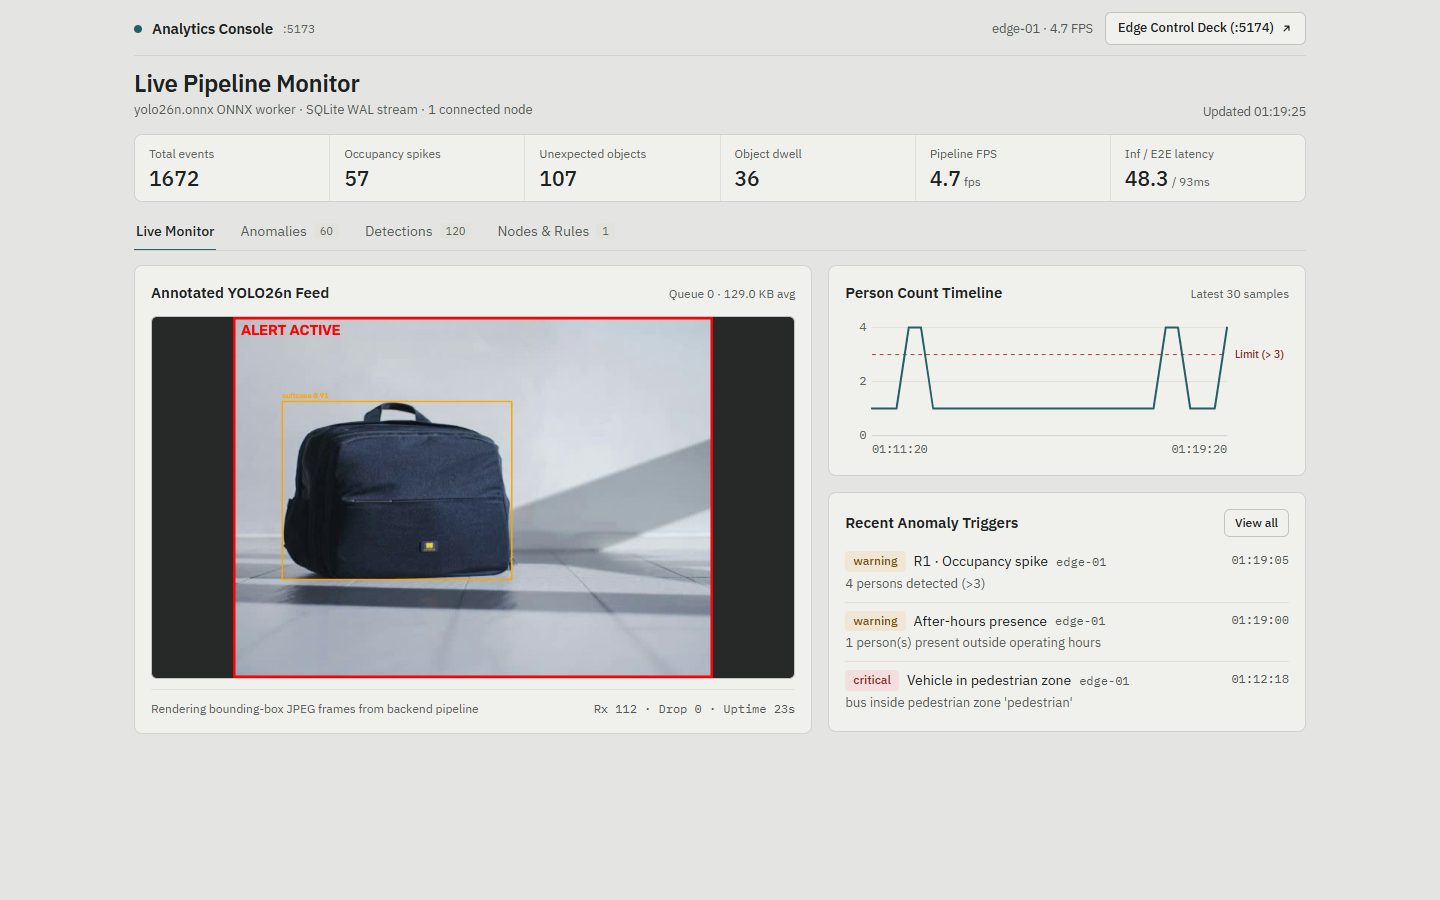 Analytics Console :5173
edge-01 · 4.7 FPS
Edge Control Deck (:5174) ↗
Live Pipeline Monitor
yolo26n.onnx ONNX worker · SQLite WAL stream · 1 connected node
Updated 01:19:25
Total events
1672
Occupancy spikes
57
Unexpected objects
107
Object dwell
36
Pipeline FPS
4.7 fps
Inf / E2E latency
48.3 / 93ms
Live Monitor
Anomalies 60
Detections 120
Nodes & Rules 1
Annotated YOLO26n Feed
Queue 0 · 129.0 KB avg
ALERT ACTIVE
Rendering bounding-box JPEG frames from backend pipeline
Rx 112 · Drop 0 · Uptime 23s
Person Count Timeline
Latest 30 samples
4
Limit (> 3)
2
0
01:11:20
01:19:20
Recent Anomaly Triggers
View all
warning R1 · Occupancy spike edge-01 01:19:05
4 persons detected (>3)
warning After-hours presence edge-01 01:19:00
1 person(s) present outside operating hours
critical Vehicle in pedestrian zone edge-01 01:12:18
bus inside pedestrian zone 'pedestrian'